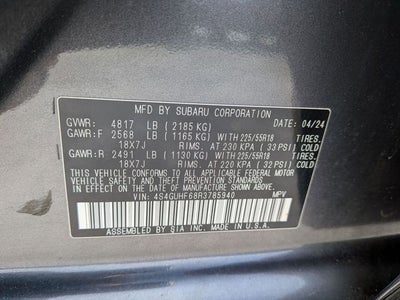 MFD BY SUBARU CORPORATION
GVWR: 4817 LB (2185 KG) DATE: 04/24
GAWR:F 2568 LB (1165 KG) WITH 225/55R18 TIRES.
18X7J RIMS. AT 230 KPA ( 33 PSI) COLD
GAWR:R 2491 LB (1130 KG) WITH 225/55R18 TIRES.
18X7J RIMS. AT 220 KPA ( 32 PSI) COLD
THIS VEHICLE CONFORMS TO ALL APPLICABLE FEDERAL MOTOR
VEHICLE SAFETY AND THEFT PREVENTION STANDARDS IN EFFECT
ON THE DATE OF MANUFACTURE SHOWN ABOVE.
VIN: 4S4GUHF68R3785940 MPV
MADE BY SIA INC. IN USA